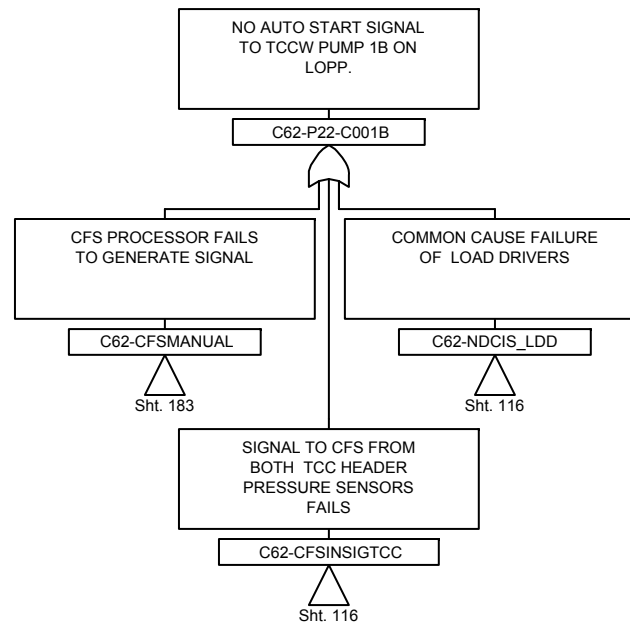 NO AUTO START SIGNAL
TO TCCW PUMP 1B ON
LOPP.
C62-P22-C001B
CFS PROCESSOR FAILS
TO GENERATE SIGNAL
C62-CFSMANUAL
Sht. 183
COMMON CAUSE FAILURE
OF LOAD DRIVERS
C62-NDCIS_LDD
Sht. 116
SIGNAL TO CFS FROM
BOTH TCC HEADER
PRESSURE SENSORS
FAILS
C62-CFSINSIGTCC
Sht. 116